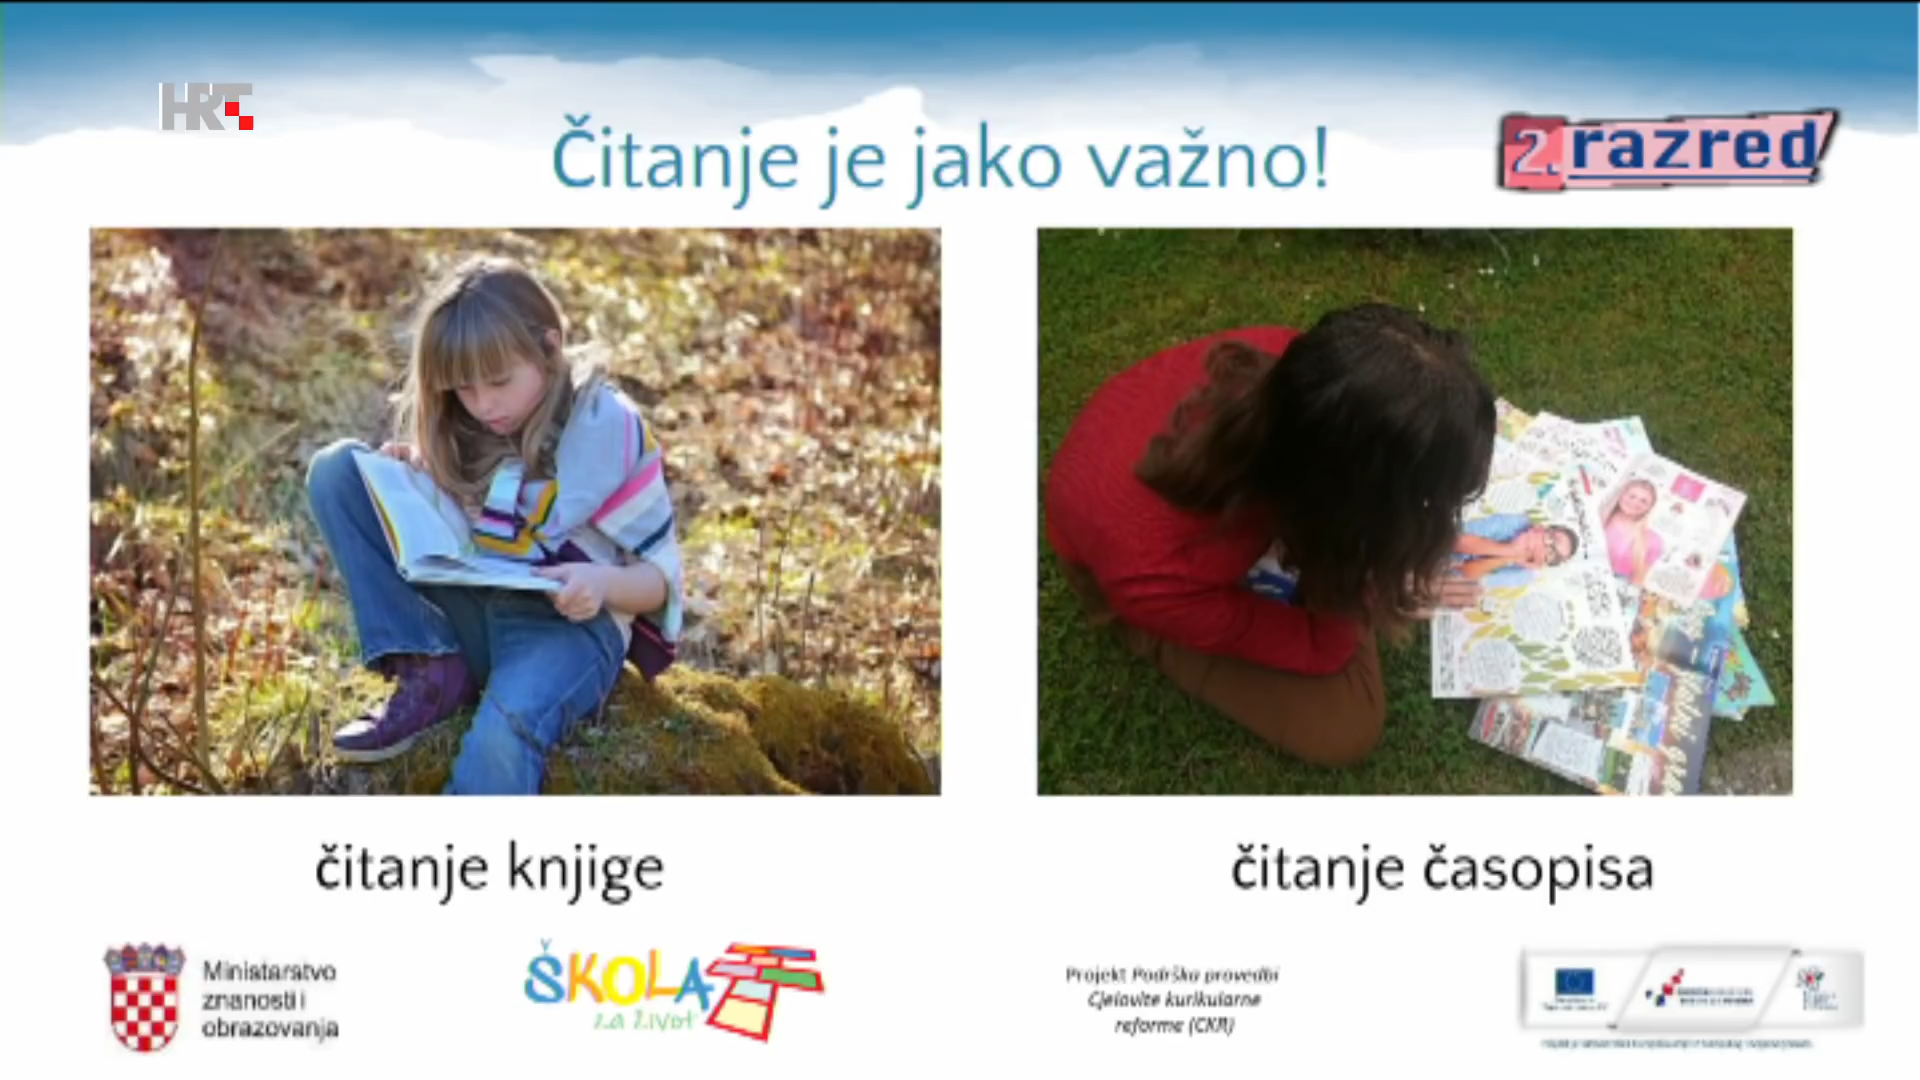 HRT
Čitanje je jako važno!
2. razred
čitanje knjige
čitanje časopisa
Ministarstvo
znanosti i
obrazovanja
ŠKOLA
za život
Projekt Podrška provedbi
Cjelovite kurikularne
reforme (CKR)